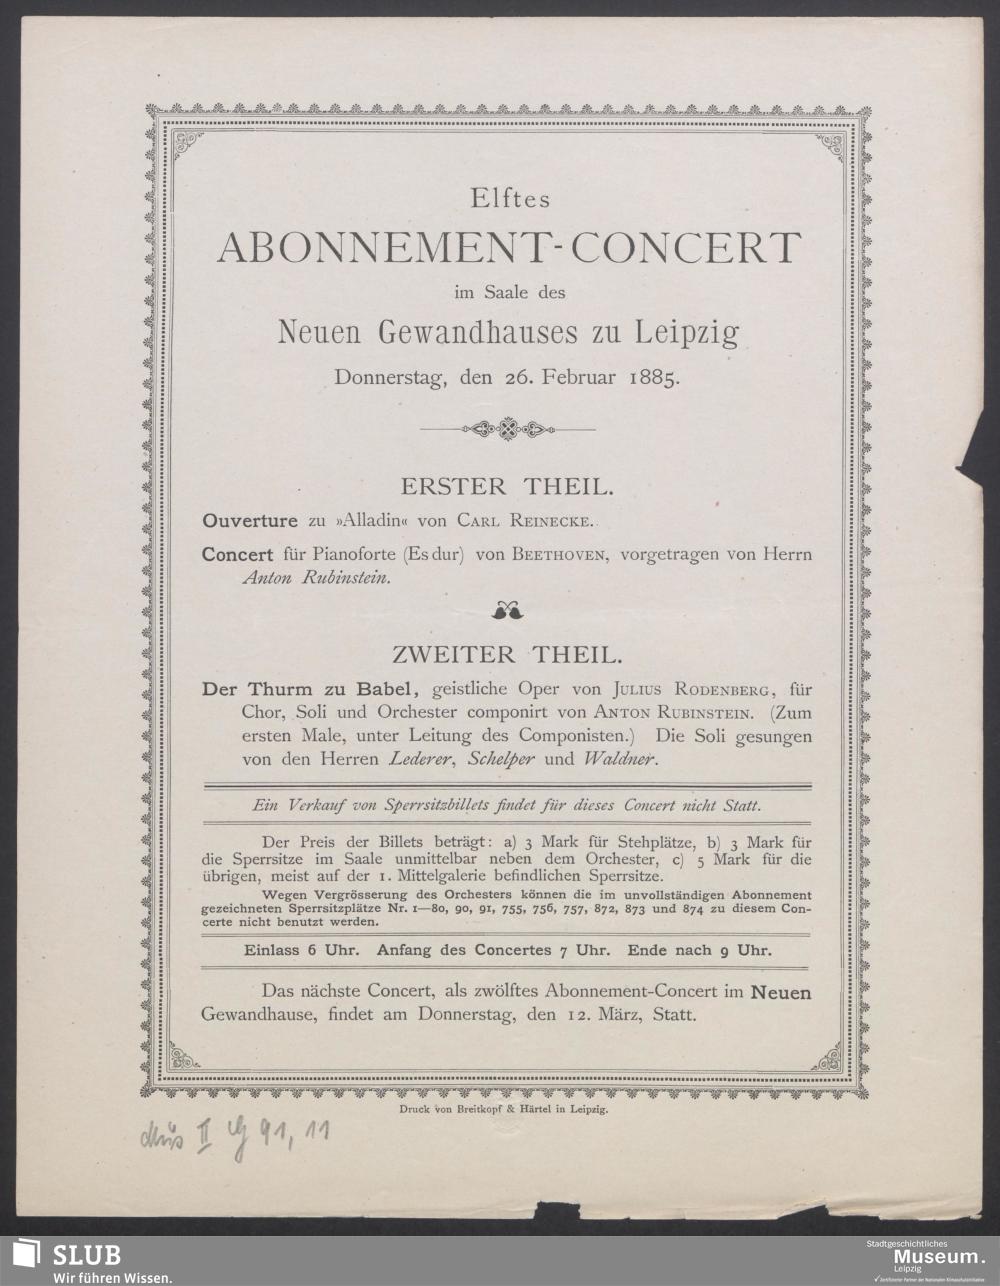 Elftes
ABONNEMENT-CONCERT
im Saale des
Neuen Gewandhauses zu Leipzig
Donnerstag, den 26. Februar 1885.
ERSTER THEIL.
Ouverture zu »Alladin« von CARL REINECKE.
Concert für Pianoforte (Es dur) von BEETHOVEN, vorgetragen von Herrn
Anton Rubinstein.
ZWEITER THEIL.
Der Thurm zu Babel, geistliche Oper von JULIUS RODENBERG, für
Chor, Soli und Orchester componirt von ANTON RUBINSTEIN. (Zum
ersten Male, unter Leitung des Componisten.) Die Soli gesungen
von den Herren Lederer, Schelper und Waldner.
Ein Verkauf von Sperrsitzbillets findet für dieses Concert nicht Statt.
Der Preis der Billets beträgt: a) 3 Mark für Stehplätze, b) 3 Mark für
die Sperrsitze im Saale unmittelbar neben dem Orchester, c) 5 Mark für die
übrigen, meist auf der 1. Mittelgalerie befindlichen Sperrsitze.
Wegen Vergrösserung des Orchesters können die im unvollständigen Abonnement
gezeichneten Sperrsitzplätze Nr. 1—80, 90, 91, 755, 756, 757, 872, 873 und 874 zu diesem Con-
certe nicht benutzt werden.
Einlass 6 Uhr. Anfang des Concertes 7 Uhr. Ende nach 9 Uhr.
Das nächste Concert, als zwölftes Abonnement-Concert im Neuen
Gewandhause, findet am Donnerstag, den 12. März, Statt.
Druck von Breitkopf & Härtel in Leipzig.
Mus II G 91, 11
SLUB
Wir führen Wissen.
Stadtgeschichtliches
Museum.
Leipzig
✓ Zertifizierter Partner der Nationalen Klimaschutzinitiative